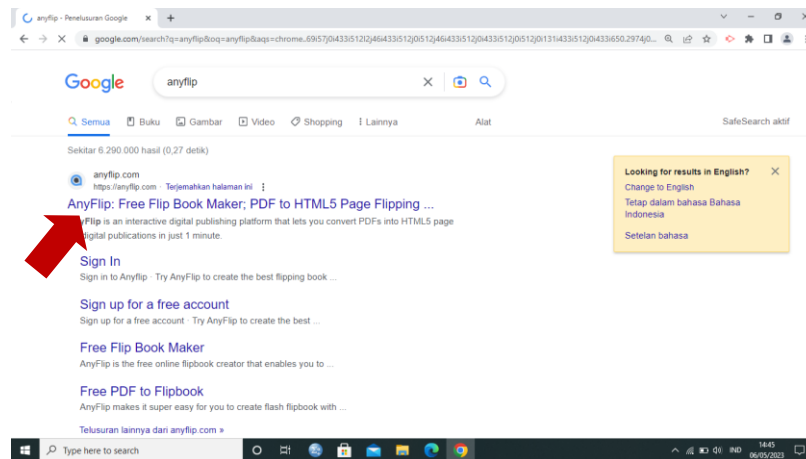 anyflip - Penelusuran Google
google.com/search?q=anyflip&oq=anyflip&aqs=chrome..69i57j0i433i512l2j46i433i512j0i512j46i433i512j0i433i512j0i512j0i131i433i512j0i433i650.2974j0...
Google
anyflip
Semua Buku Gambar Video Shopping Lainnya Alat SafeSearch aktif
Sekitar 6.290.000 hasil (0,27 detik)
anyflip.com
https://anyflip.com · Terjemahkan halaman ini
AnyFlip: Free Flip Book Maker; PDF to HTML5 Page Flipping ...
yFlip is an interactive digital publishing platform that lets you convert PDFs into HTML5 page
digital publications in just 1 minute.
Sign In
Sign in to Anyflip · Try AnyFlip to create the best flipping book ...
Sign up for a free account
Sign up for a free account · Try AnyFlip to create the best ...
Free Flip Book Maker
AnyFlip is the free online flipbook creator that enables you to ...
Free PDF to Flipbook
AnyFlip makes it super easy for you to create flash flipbook with ...
Telusuran lainnya dari anyflip.com »
Looking for results in English?
Change to English
Tetap dalam bahasa Bahasa
Indonesia
Setelan bahasa
Type here to search
IND
14:45
06/05/2023